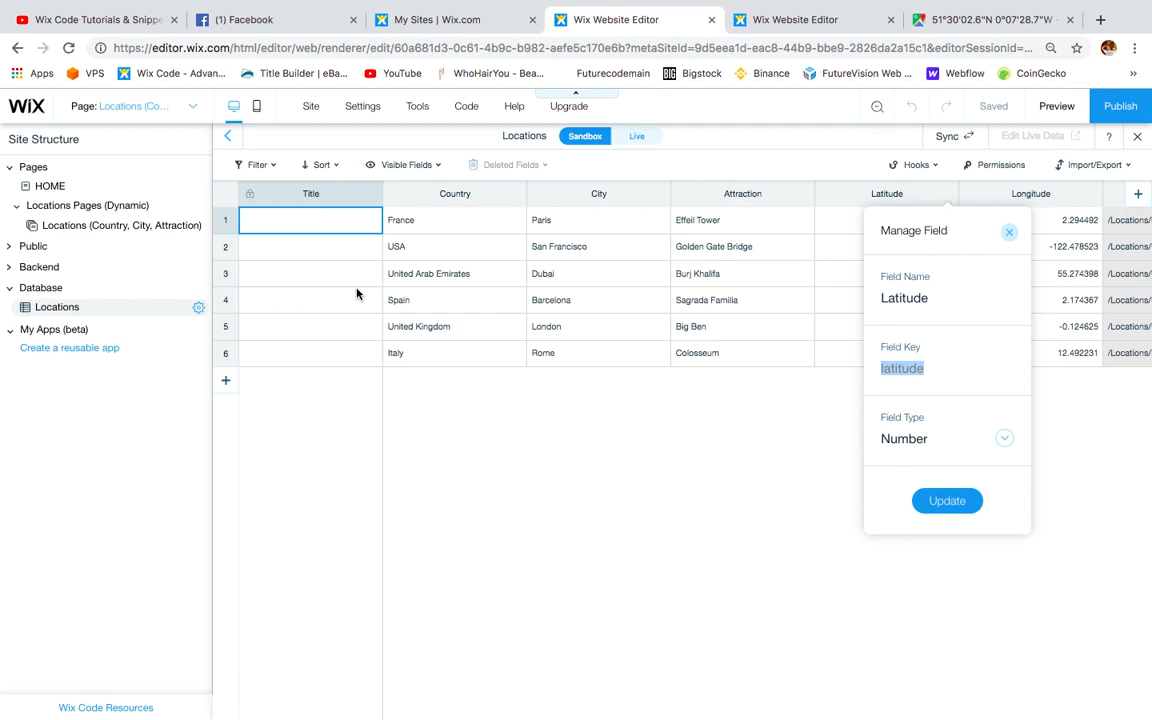 Wix Code Tutorials & Snippe
(1) Facebook
My Sites | Wix.com
Wix Website Editor
Wix Website Editor
51°30'02.6"N 0°07'28.7"W -
https://editor.wix.com/html/editor/web/renderer/edit/60a681d3-0c61-4b9c-b982-aefe5c170e6b?metaSiteId=9d5eea1d-eac8-44b9-bbe9-2826da2a15c1&editorSessionId=...
Apps
VPS
Wix Code - Advan...
Title Builder | eBa...
YouTube
WhoHairYou - Bea...
Futurecodemain
Bigstock
Binance
FutureVision Web ...
Webflow
CoinGecko
»
WiX
Page: Locations (Co...
Site
Settings
Tools
Code
Help
Upgrade
Saved
Preview
Publish
Site Structure
Locations
Sandbox
Live
Sync
Edit Live Data
?
Filter
Sort
Visible Fields
Deleted Fields
Hooks
Permissions
Import/Export
Pages
HOME
Locations Pages (Dynamic)
Locations (Country, City, Attraction)
Public
Backend
Database
Locations
My Apps (beta)
Create a reusable app
Title Country City Attraction Latitude Longitude
1 France Paris Effeil Tower 2.294492 /Locations/
2 USA San Francisco Golden Gate Bridge -122.478523 /Locations/
3 United Arab Emirates Dubai Burj Khalifa 55.274398 /Locations/
4 Spain Barcelona Sagrada Familia 2.174367 /Locations/
5 United Kingdom London Big Ben -0.124625 /Locations/
6 Italy Rome Colosseum 12.492231 /Locations/
Manage Field
Field Name
Latitude
Field Key
latitude
Field Type
Number
Update
Wix Code Resources